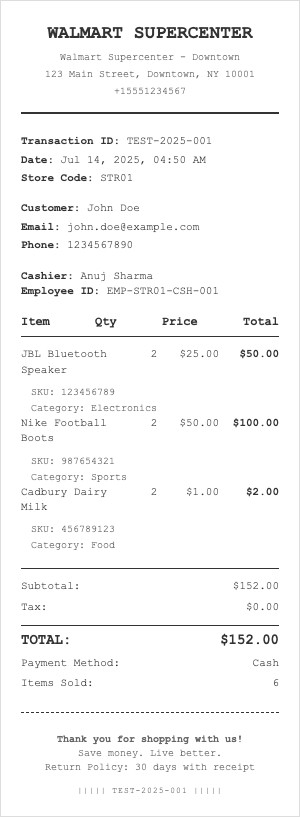 WALMART SUPERCENTER
Walmart Supercenter - Downtown
123 Main Street, Downtown, NY 10001
+15551234567
Transaction ID: TEST-2025-001
Date: Jul 14, 2025, 04:50 AM
Store Code: STR01
Customer: John Doe
Email: john.doe@example.com
Phone: 1234567890
Cashier: Anuj Sharma
Employee ID: EMP-STR01-CSH-001
Item Qty Price Total
JBL Bluetooth 2 $25.00 $50.00
Speaker
SKU: 123456789
Category: Electronics
Nike Football 2 $50.00 $100.00
Boots
SKU: 987654321
Category: Sports
Cadbury Dairy 2 $1.00 $2.00
Milk
SKU: 456789123
Category: Food
Subtotal: $152.00
Tax: $0.00
TOTAL: $152.00
Payment Method: Cash
Items Sold: 6
Thank you for shopping with us!
Save money. Live better.
Return Policy: 30 days with receipt
||||| TEST-2025-001 |||||